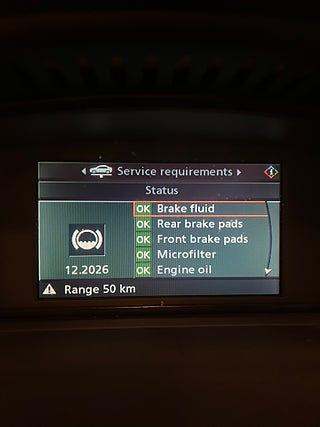 Service requirements
Status
OK Brake fluid
OK Rear brake pads
OK Front brake pads
OK Microfilter
12.2026 OK Engine oil
Range 50 km